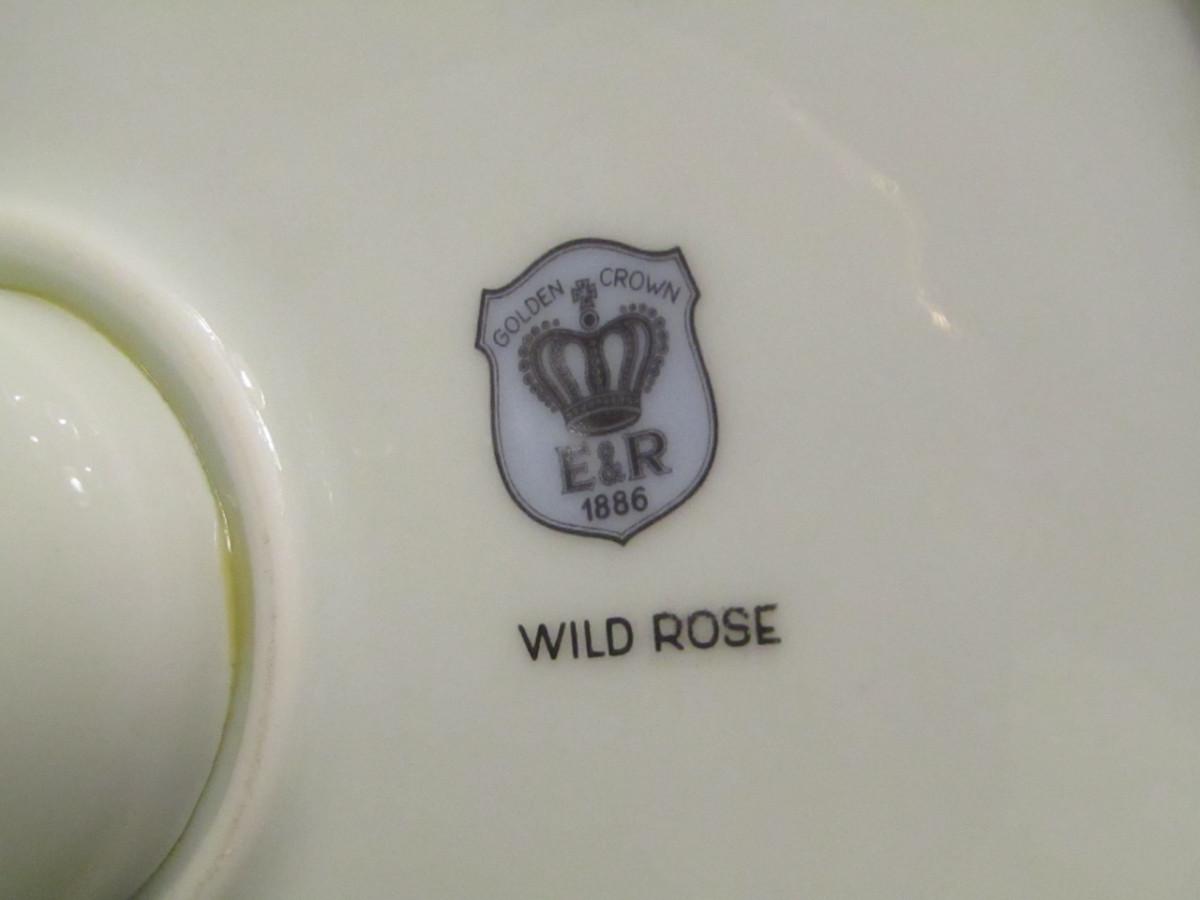 GOLDEN CROWN
E&R
1886
WILD ROSE